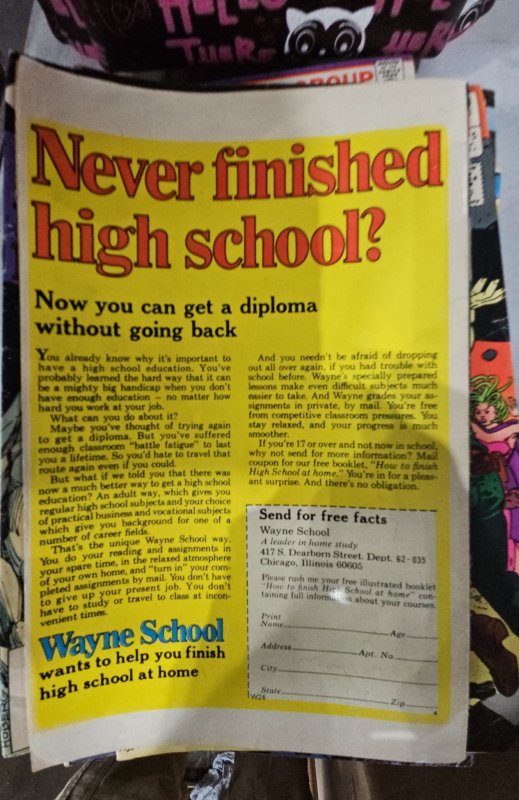 HELLO
THERE
GROUP
Never finished
high school?
Now you can get a diploma
without going back
You already know why it's important to
have a high school education. You've
probably learned the hard way that it can
be a mighty big handicap when you don't
have enough education – no matter how
hard you work at your job.
What can you do about it?
Maybe you've thought of trying again
to get a diploma. But you've suffered
enough classroom "battle fatigue" to last
you a lifetime. So you'd hate to travel that
route again even if you could.
But what if we told you that there was
now a much better way to get a high school
education? An adult way, which gives you
regular high school subjects and your choice
of practical business and vocational subjects
which give you background for one of a
number of career fields.
That's the unique Wayne School way.
You do your reading and assignments in
your spare time, in the relaxed atmosphere
of your own home, and "turn in" your com-
pleted assignments by mail. You don't have
to give up your present job. You don't
have to study or travel to class at incon-
venient times.
Wayne School
wants to help you finish
high school at home
And you needn't be afraid of dropping
out all over again, if you had trouble with
school before. Wayne's specially prepared
lessons make even difficult subjects much
easier to take. And Wayne grades your as-
signments in private, by mail. You're free
from competitive classroom pressures. You
stay relaxed, and your progress is much
smoother.
If you're 17 or over and not now in school,
why not send for more information? Mail
coupon for our free booklet, "How to finish
High School at home." You're in for a pleas-
ant surprise. And there's no obligation.
Send for free facts
Wayne School
A leader in home study
417 S. Dearborn Street. Dept. 62-035
Chicago, Illinois 60605
Please rush me your free illustrated booklet
"How to finish High School at home" con-
taining full information about your courses.
Print
Name
Age
Address
Apt. No.
City
State
Zip
W24